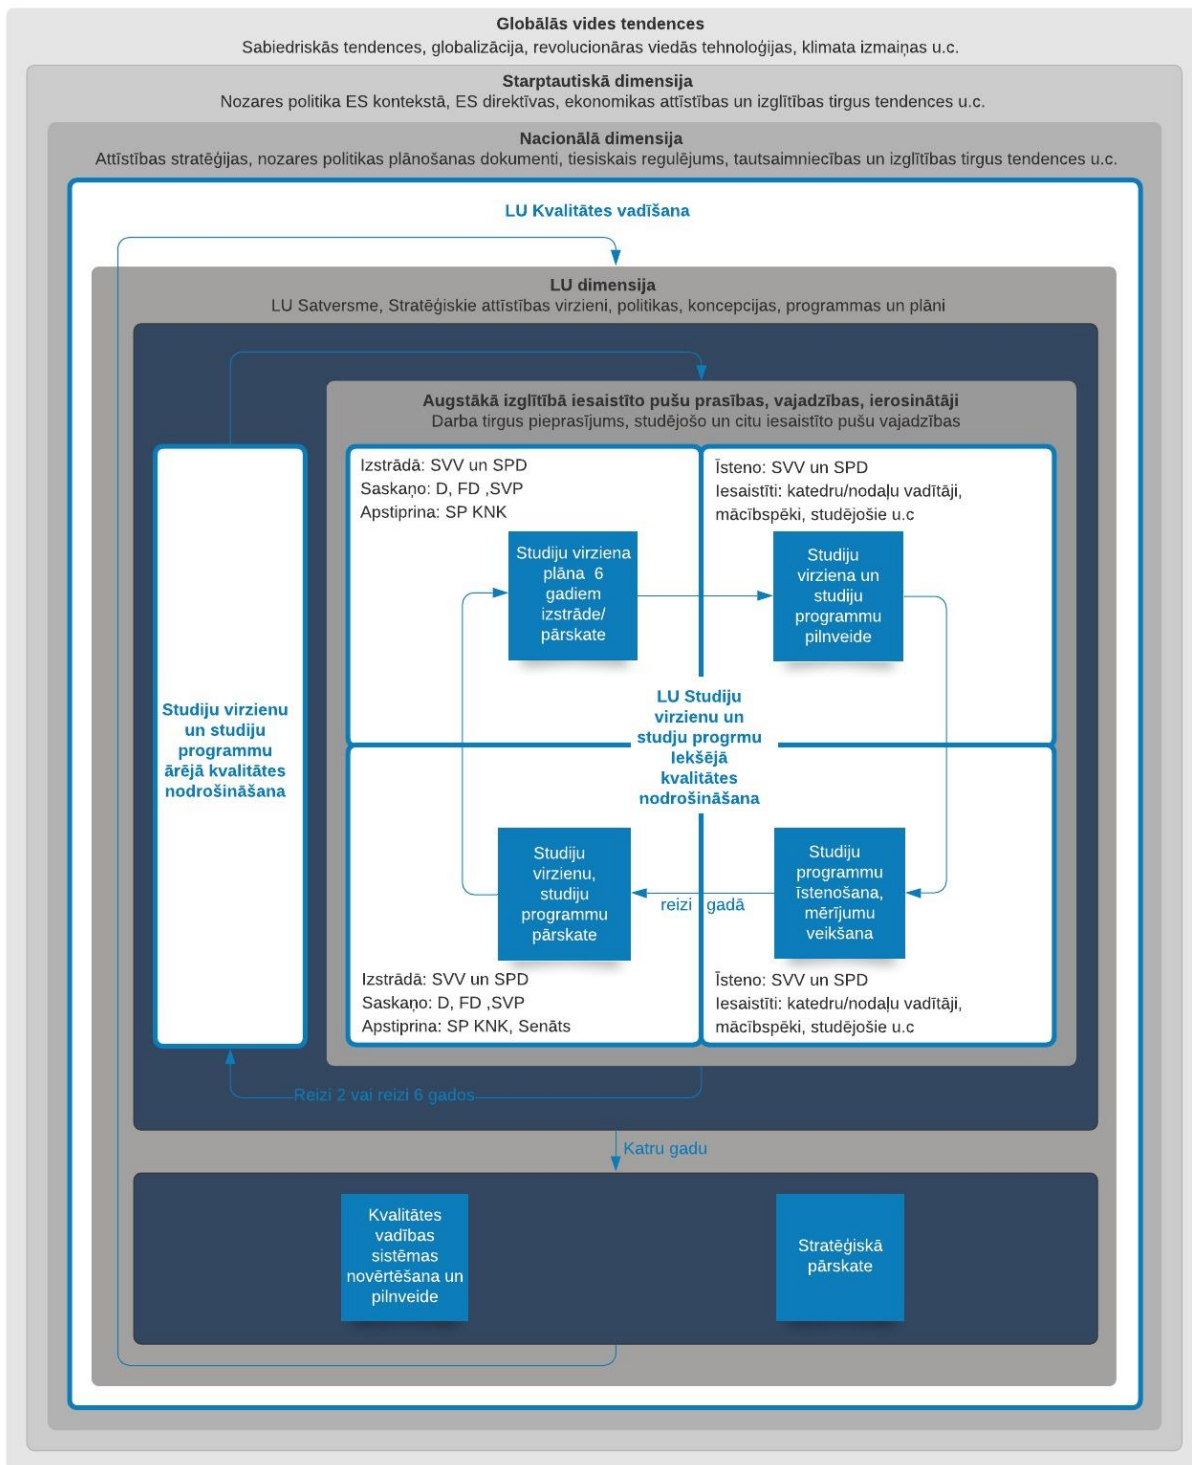 Globālās vides tendences
Sabiedriskās tendences, globalizācija, revolucionāras viedās tehnoloģijas, klimata izmaiņas u.c.
Starptautiskā dimensija
Nozares politika ES kontekstā, ES direktīvas, ekonomikas attīstības un izglītības tirgus tendences u.c.
Nacionālā dimensija
Attīstības stratēģijas, nozares politikas plānošanas dokumenti, tiesiskais regulējums, tautsaimniecības un izglītības tirgus tendences u.c.
LU Kvalitātes vadīšana
LU dimensija
LU Satversme, Stratēģiskie attīstības virzieni, politikas, koncepcijas, programmas un plāni
Augstākā izglītībā iesaistīto pušu prasības, vajadzības, ierosinātāji
Darba tirgus pieprasījums, studējošo un citu iesaistīto pušu vajadzības
Izstrādā: SVV un SPD
Saskaņo: D, FD ,SVP
Apstiprina: SP KNK
Studiju virziena
plāna 6
gadiem
izstrāde/
pārskate
Īsteno: SVV un SPD
Iesaistīti: katedru/nodaļu vadītāji,
mācībspēki, studējošie u.c
Studiju
virziena un
studiju
programmu
pilnveide
Studiju virzienu
un studiju
programmu
ārējā kvalitātes
nodrošināšana
LU Studiju
virzienu un
studju progrmu
Iekšējā
kvalitātes
nodrošināšana
Studiju
virzienu,
studiju
programmu
pārskate
reizi gadā
Studiju
programmu
īstenošana,
mērījumu
veikšana
Izstrādā: SVV un SPD
Saskaņo: D, FD ,SVP
Apstiprina: SP KNK, Senāts
Īsteno: SVV un SPD
Iesaistīti: katedru/nodaļu vadītāji,
mācībspēki, studējošie u.c
Reizi 2 vai reizi 6 gados
Katru gadu
Kvalitātes
vadības
sistēmas
novērtēšana un
pilnveide
Stratēģiskā
pārskate